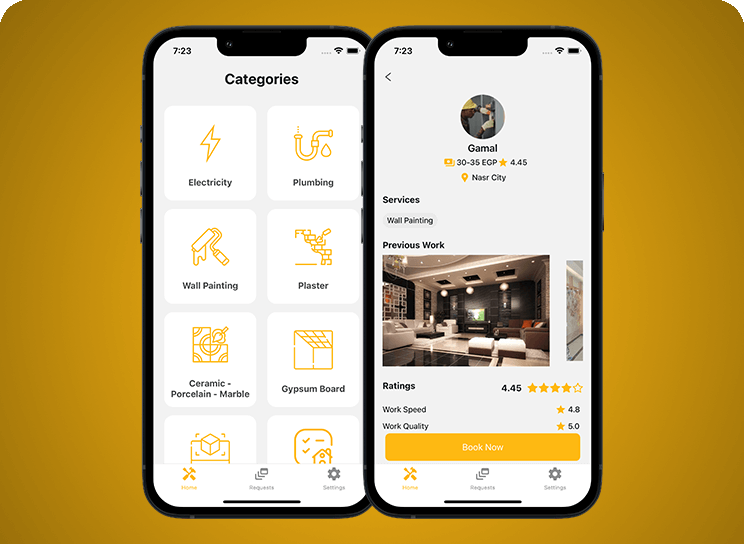 7:23
Categories
Electricity
Plumbing
Wall Painting
Plaster
Ceramic -
Porcelain - Marble
Gypsum Board
Home
Requests
Settings
7:23
Gamal
30-35 EGP 4.45
Nasr City
Services
Wall Painting
Previous Work
Ratings
4.45
Work Speed
4.8
Work Quality
5.0
Book Now
Home
Requests
Settings